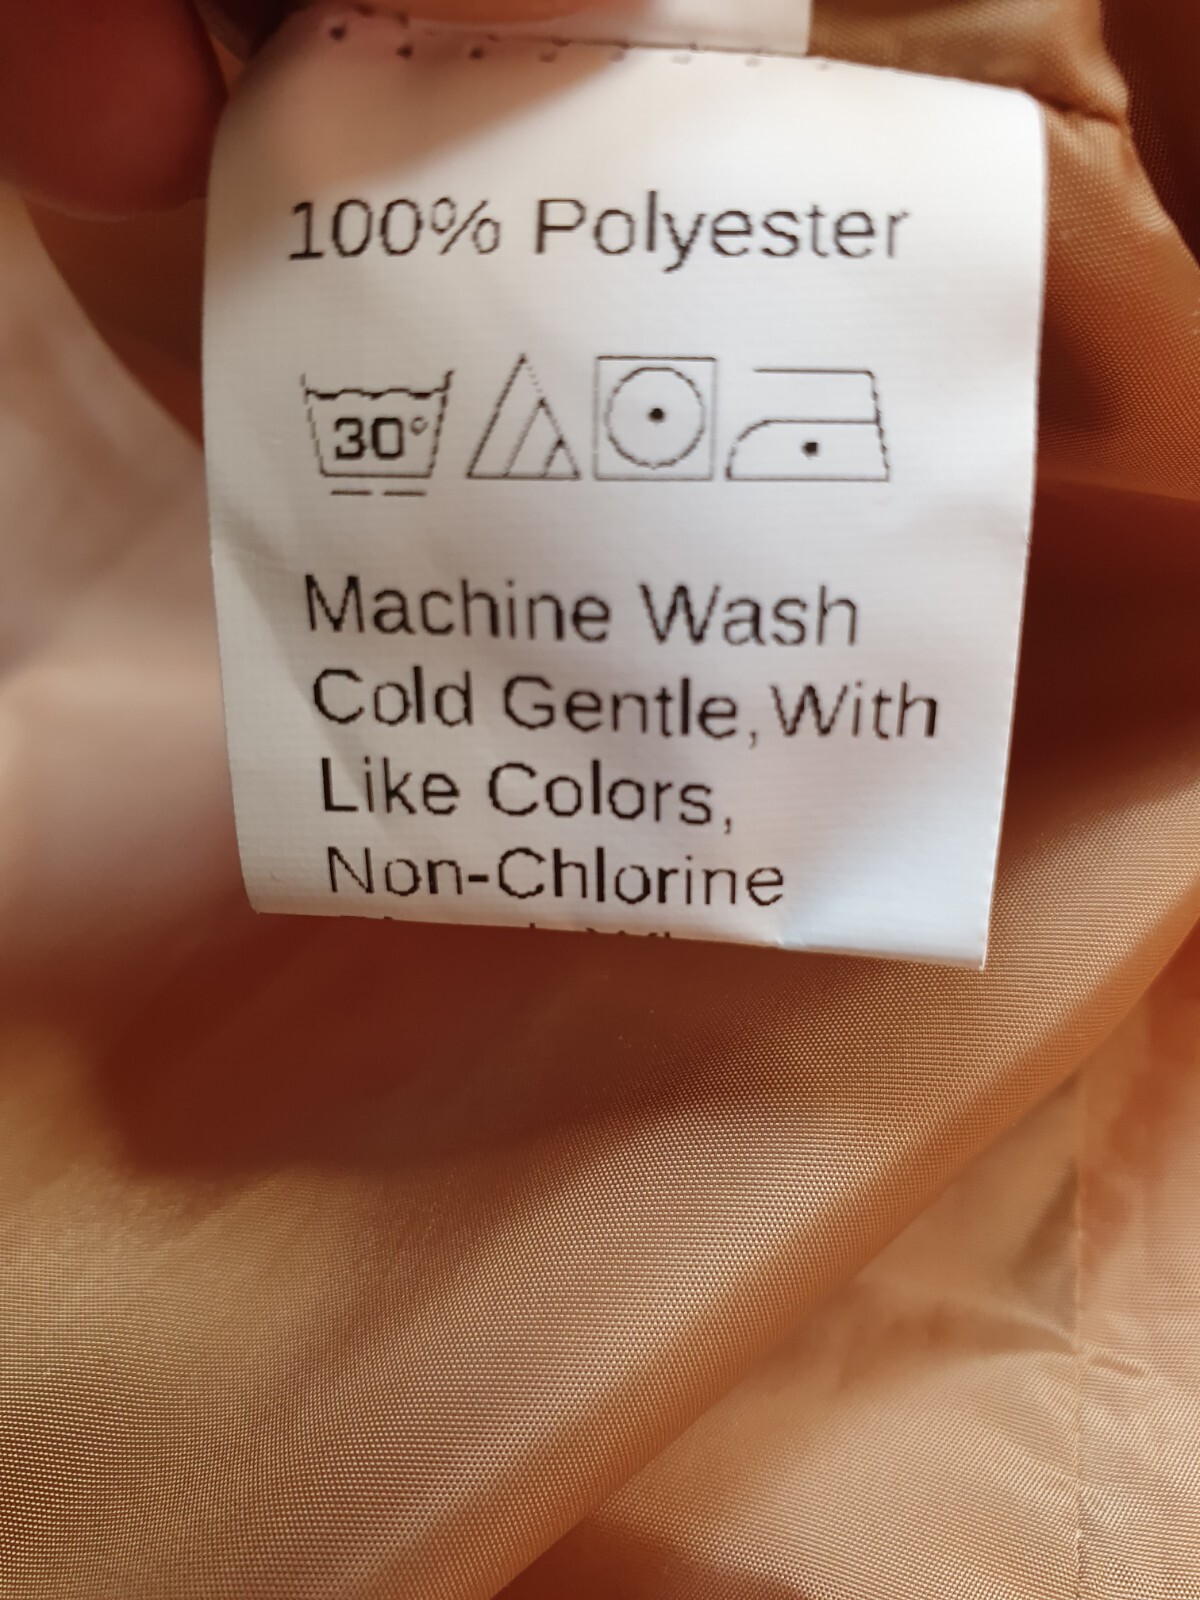 100% Polyester
30°
Machine Wash
Cold Gentle, With
Like Colors,
Non-Chlorine